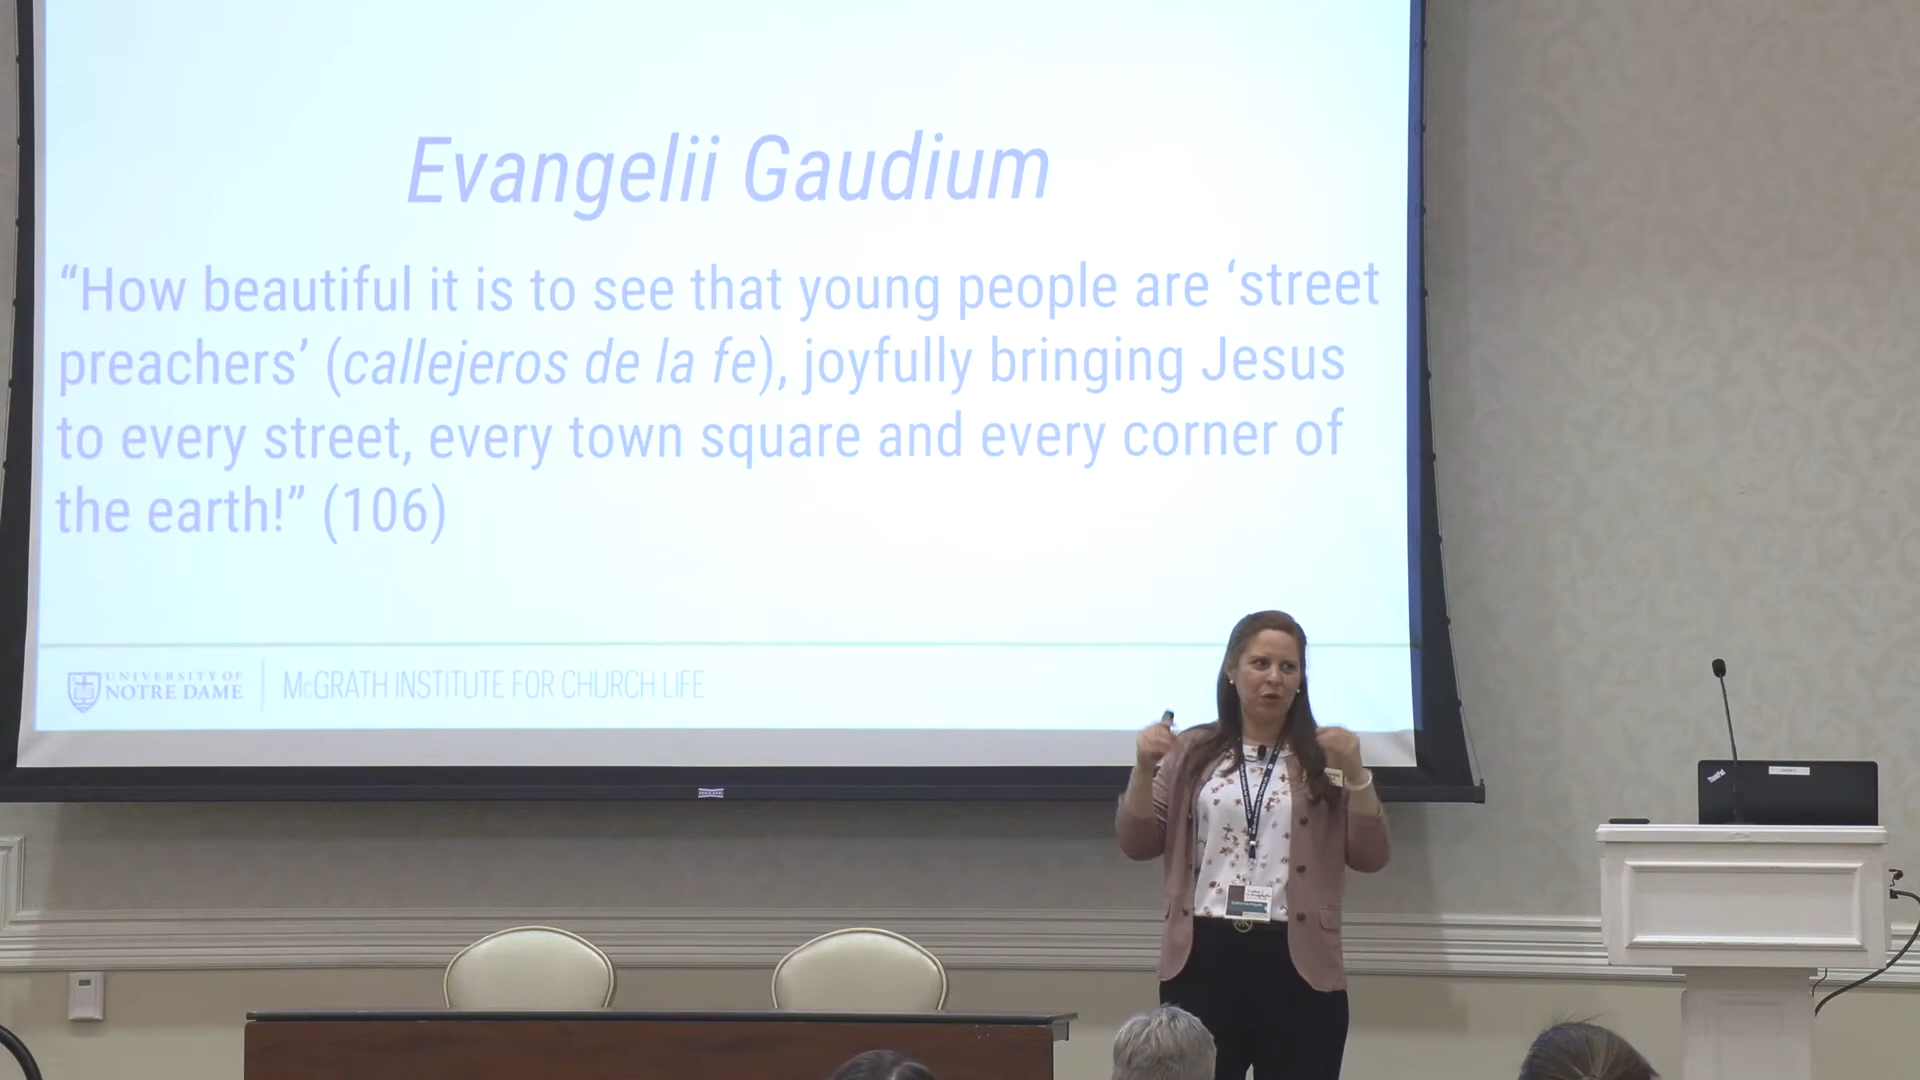 Evangelii Gaudium
“How beautiful it is to see that young people are ‘street
preachers’ (callejeros de la fe), joyfully bringing Jesus
to every street, every town square and every corner of
the earth!” (106)
UNIVERSITY OF
NOTRE DAME
McGRATH INSTITUTE FOR CHURCH LIFE
ThinkPad